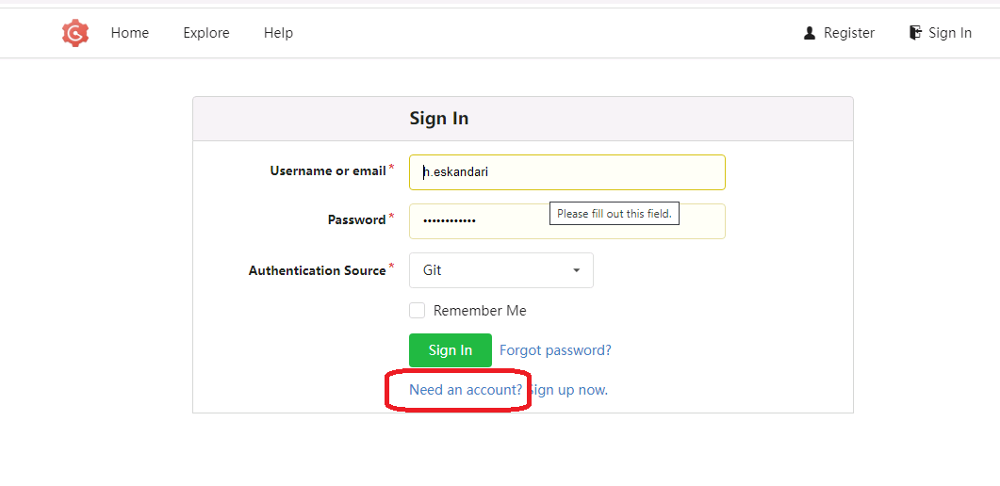 Home Explore Help Register Sign In
Sign In
Username or email *
h.eskandari
Password *
••••••••••••
Please fill out this field.
Authentication Source *
Git
Remember Me
Sign In Forgot password?
Need an account? Sign up now.